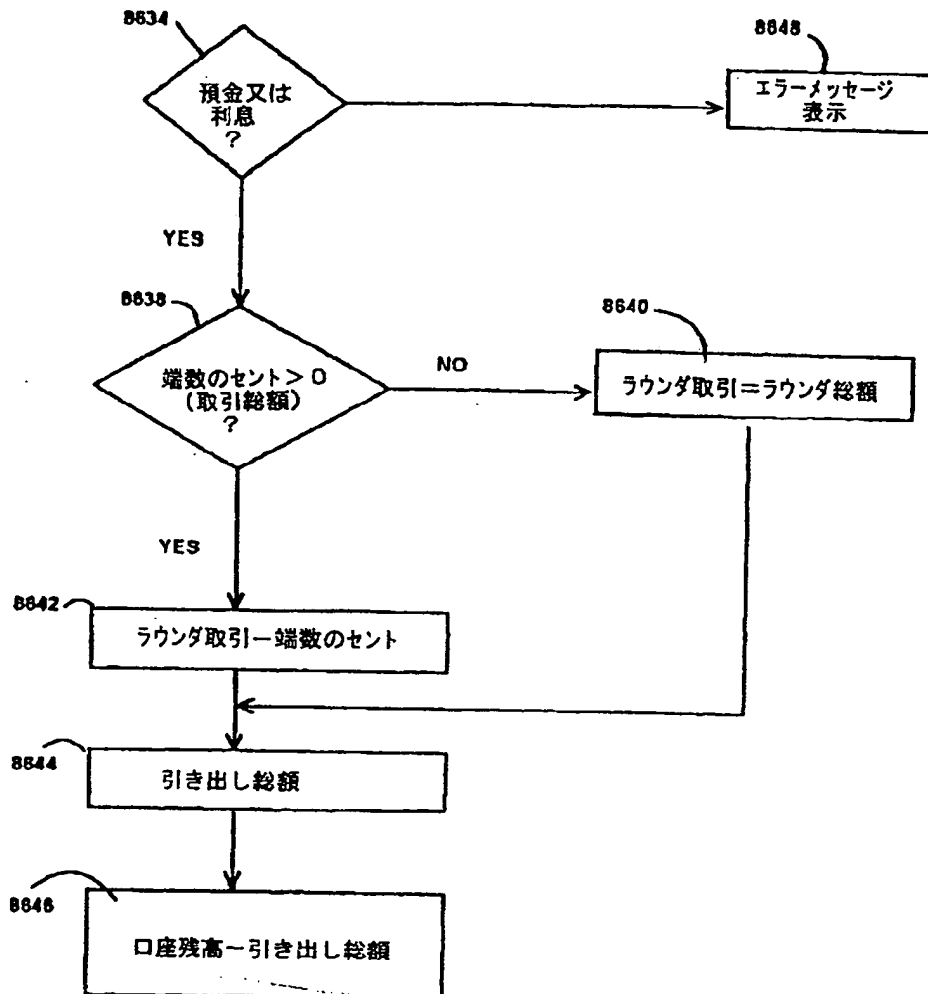 8634
預金又は
利息
?
8648
エラーメッセージ
表示
YES
8638
端数のセント>0
(取引総額)
?
NO
8640
ラウンダ取引=ラウンダ総額
YES
8642
ラウンダ取引-端数のセント
8644
引き出し総額
8646
口座残高-引き出し総額